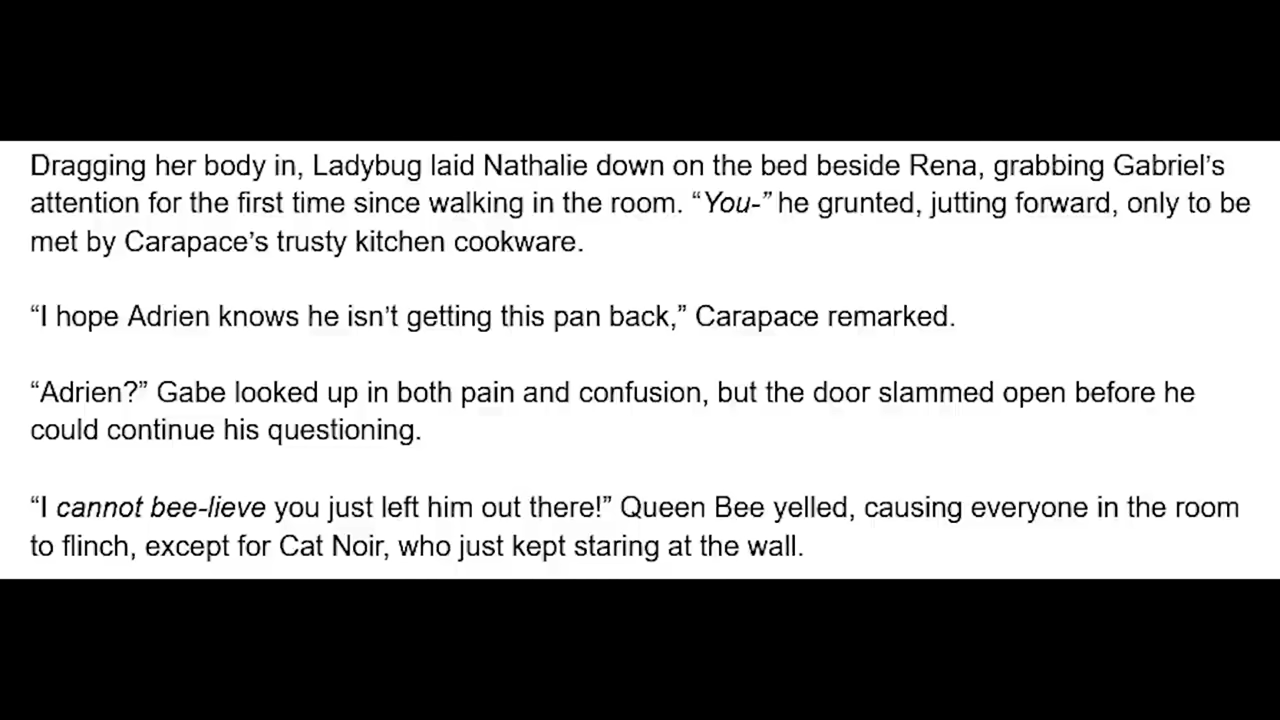 Dragging her body in, Ladybug laid Nathalie down on the bed beside Rena, grabbing Gabriel’s
attention for the first time since walking in the room. “You-” he grunted, jutting forward, only to be
met by Carapace’s trusty kitchen cookware.
“I hope Adrien knows he isn’t getting this pan back,” Carapace remarked.
“Adrien?” Gabe looked up in both pain and confusion, but the door slammed open before he
could continue his questioning.
“I cannot bee-lieve you just left him out there!” Queen Bee yelled, causing everyone in the room
to flinch, except for Cat Noir, who just kept staring at the wall.